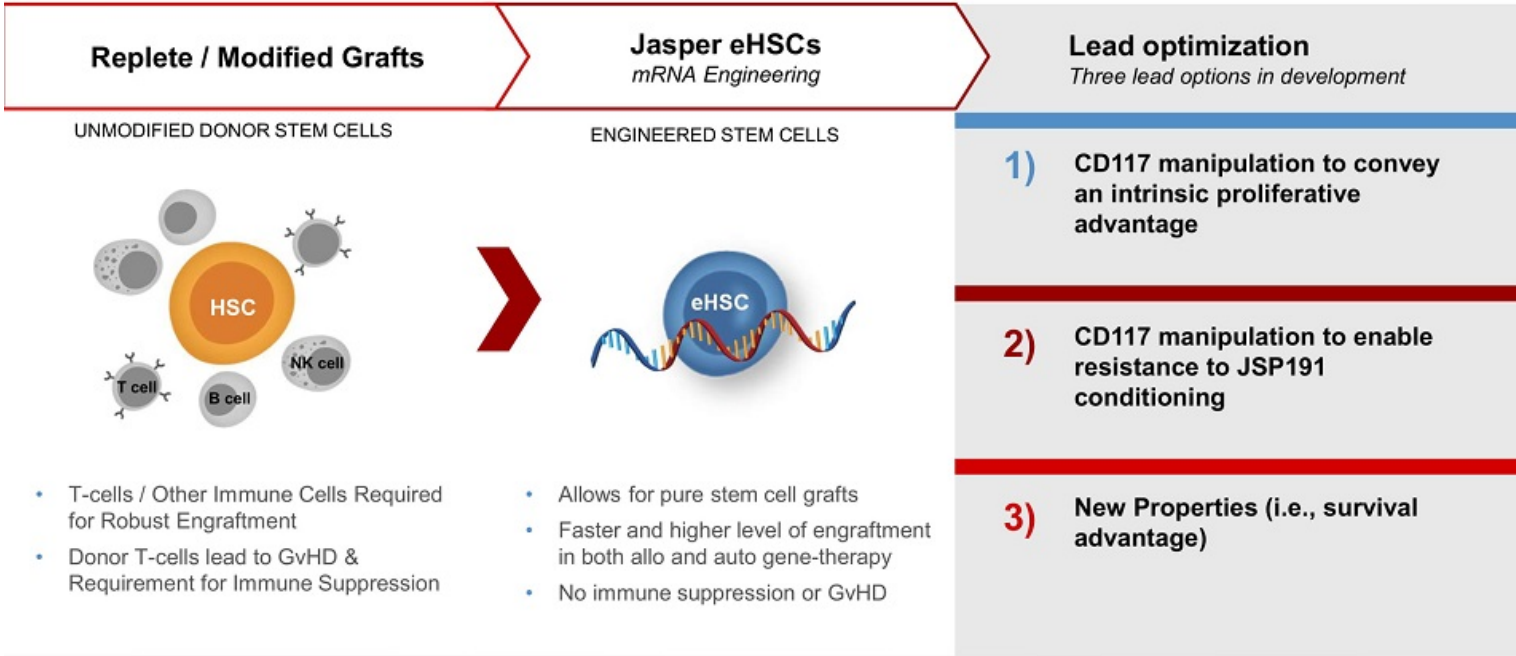 Replete / Modified Grafts
UNMODIFIED DONOR STEM CELLS
HSC
NK cell
T cell
B cell
• T-cells / Other Immune Cells Required
for Robust Engraftment
• Donor T-cells lead to GvHD &
Requirement for Immune Suppression
Jasper eHSCs
mRNA Engineering
ENGINEERED STEM CELLS
eHSC
• Allows for pure stem cell grafts
• Faster and higher level of engraftment
in both allo and auto gene-therapy
• No immune suppression or GvHD
Lead optimization
Three lead options in development
1) CD117 manipulation to convey
an intrinsic proliferative
advantage
2) CD117 manipulation to enable
resistance to JSP191
conditioning
3) New Properties (i.e., survival
advantage)